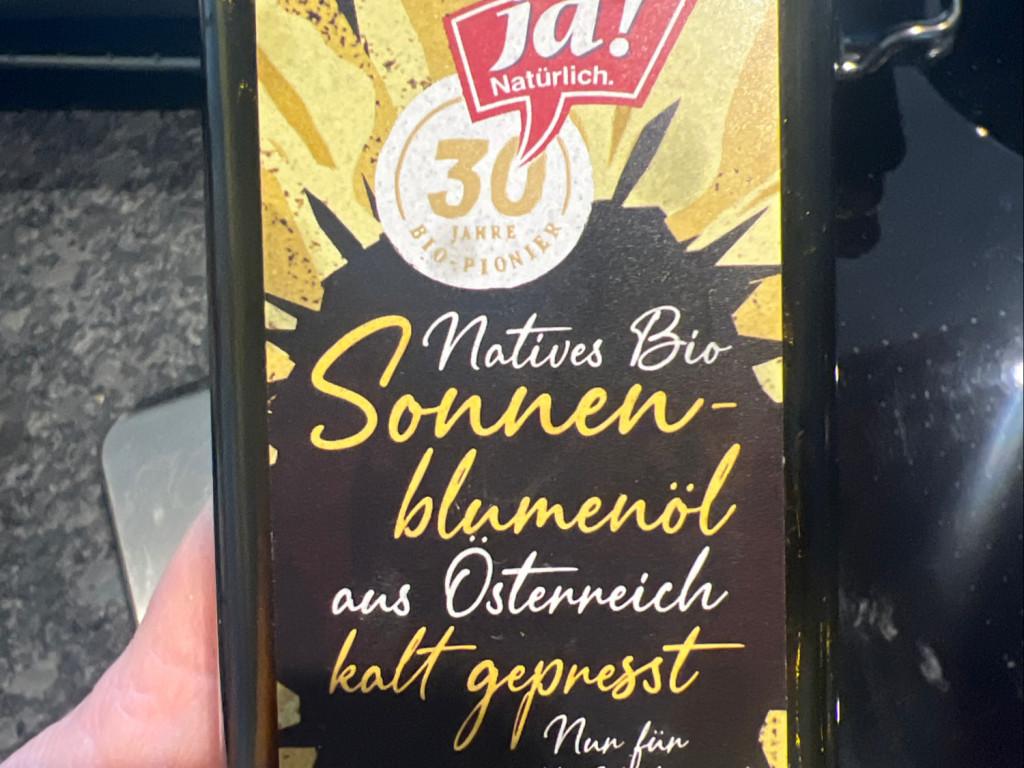 ja!
Natürlich.
30
JAHRE
BIO-PIONIER
Natives Bio
Sonnen-
blumenöl
aus Österreich
kalt gepresst
Nur für